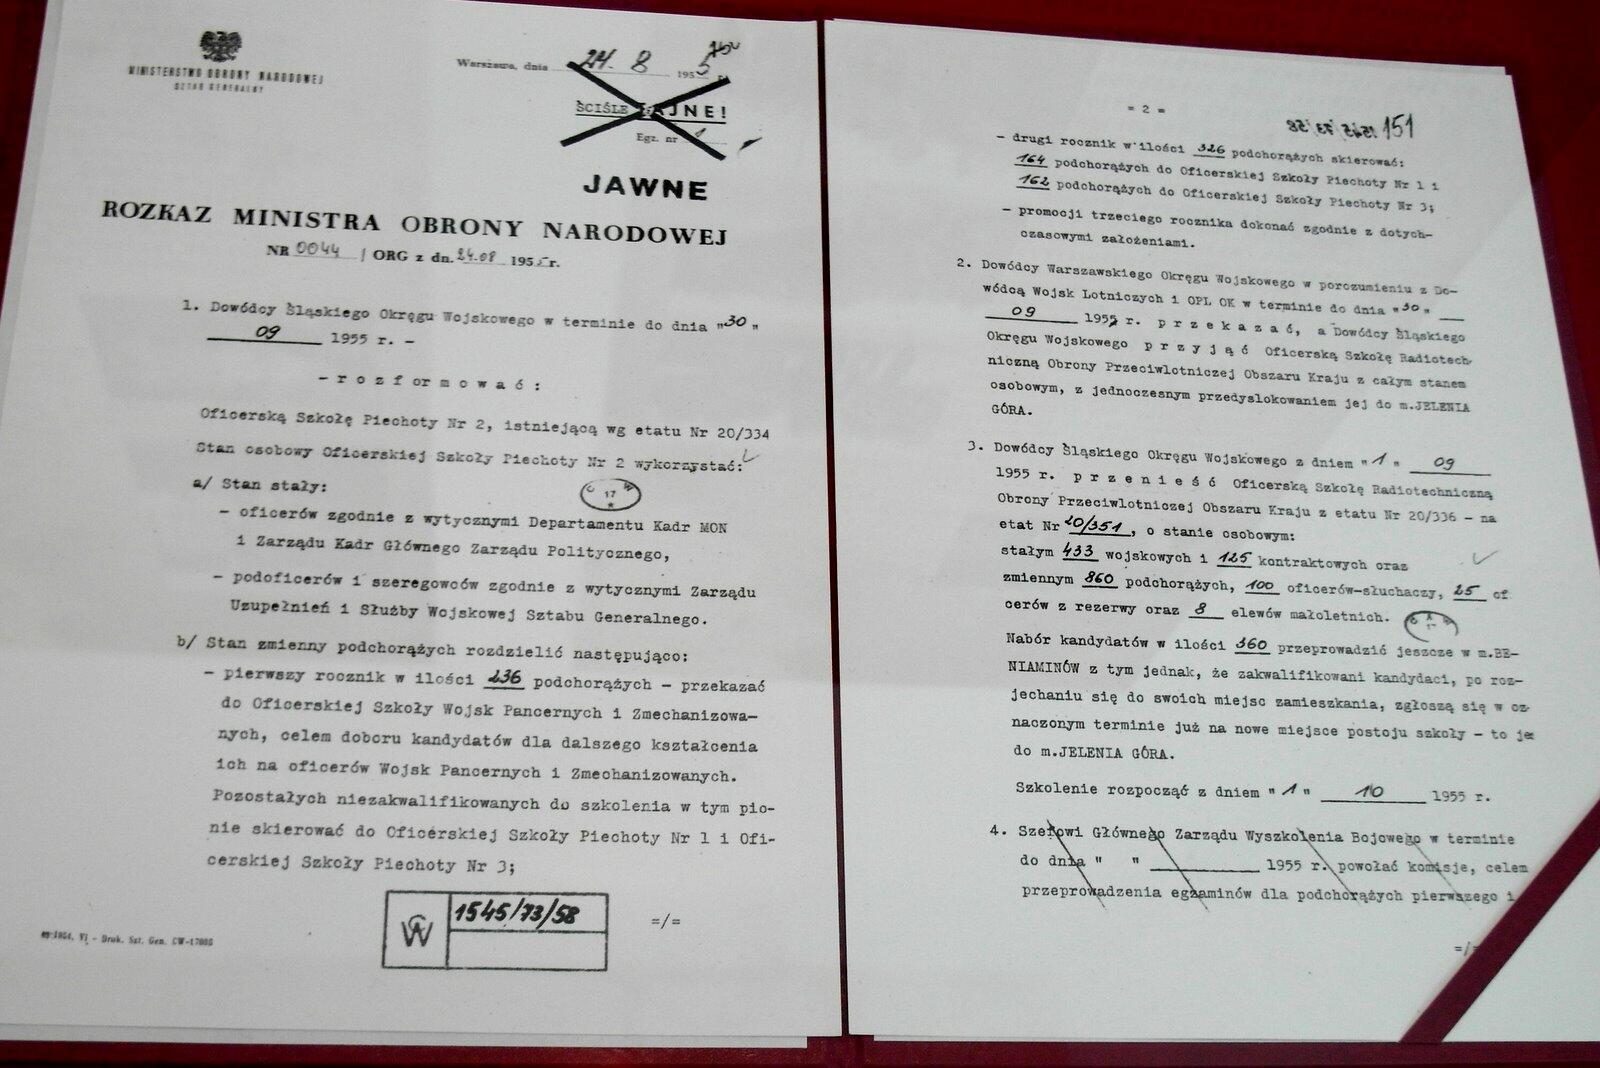 MINISTERSTWO OBRONY NARODOWEJ
SZTAB GENERALNY
Warszawa, dnia 24. 8 1955 r.
ŚCIŚLE TAJNE!
Egz. nr 1
JAWNE
ROZKAZ MINISTRA OBRONY NARODOWEJ
NR 0044 / ORG z dn. 24.08 1955 r.
1. Dowódcy Śląskiego Okręgu Wojskowego w terminie do dnia "30"
09 1955 r. -
- r o z f o r m o w a ć :
Oficerską Szkołę Piechoty Nr 2, istniejącą wg etatu Nr 20/334
Stan osobowy Oficerskiej Szkoły Piechoty Nr 2 wykorzystać:
a/ Stan stały:
C W
17
- oficerów zgodnie z wytycznymi Departamentu Kadr MON
i Zarządu Kadr Głównego Zarządu Politycznego,
- podoficerów i szeregowców zgodnie z wytycznymi Zarządu
Uzupełnień i Służby Wojskowej Sztabu Generalnego.
b/ Stan zmienny podchorążych rozdzielić następująco:
- pierwszy rocznik w ilości 236 podchorążych - przekazać
do Oficerskiej Szkoły Wojsk Pancernych i Zmechanizowa-
nych, celem doboru kandydatów dla dalszego kształcenia
ich na oficerów Wojsk Pancernych i Zmechanizowanych.
Pozostałych niezakwalifikowanych do szkolenia w tym pio-
nie skierować do Oficerskiej Szkoły Piechoty Nr 1 i Ofi-
cerskiej Szkoły Piechoty Nr 3;
CW 1545/73/58
=/=
1954, VI - Druk. Szt. Gen. CW-17008
= 2 =
151
- drugi rocznik w ilości 326 podchorążych skierować:
164 podchorążych do Oficerskiej Szkoły Piechoty Nr 1 i
162 podchorążych do Oficerskiej Szkoły Piechoty Nr 3;
- promocji trzeciego rocznika dokonać zgodnie z dotych-
czasowymi założeniami.
2. Dowódcy Warszawskiego Okręgu Wojskowego w porozumieniu z Do-
wódcą Wojsk Lotniczych i OPL OK w terminie do dnia "30"
09 1955 r. p r z e k a z a ć, a Dowódcy Śląskiego
Okręgu Wojskowego p r z y j ą ć Oficerską Szkołę Radiotech-
niczną Obrony Przeciwlotniczej Obszaru Kraju z całym stanem
osobowym, z jednoczesnym przedyslokowaniem jej do m.JELENIA
GÓRA.
3. Dowódcy Śląskiego Okręgu Wojskowego z dniem "1" 09
1955 r. p r z e n i e ś ć Oficerską Szkołę Radiotechniczną
Obrony Przeciwlotniczej Obszaru Kraju z etatu Nr 20/336 - na
etat Nr 20/351, o stanie osobowym:
stałym 433 wojskowych i 125 kontraktowych oraz
zmiennym 860 podchorążych, 100 oficerów-słuchaczy, 25 of
cerów z rezerwy oraz 8 elewów małoletnich.
Nabór kandydatów w ilości 360 przeprowadzić jeszcze w m.BE-
NIAMINÓW z tym jednak, że zakwalifikowani kandydaci, po roz-
jechaniu się do swoich miejsc zamieszkania, zgłoszą się w oz-
naczonym terminie już na nowe miejsce postoju szkoły - to je
do m.JELENIA GÓRA.
Szkolenie rozpocząć z dniem "1" 10 1955 r.
4. Szefowi Głównego Zarządu Wyszkolenia Bojowego w terminie
do dnia " " 1955 r. powołać komisje, celem
przeprowadzenia egzaminów dla podchorążych pierwszego i
=/=